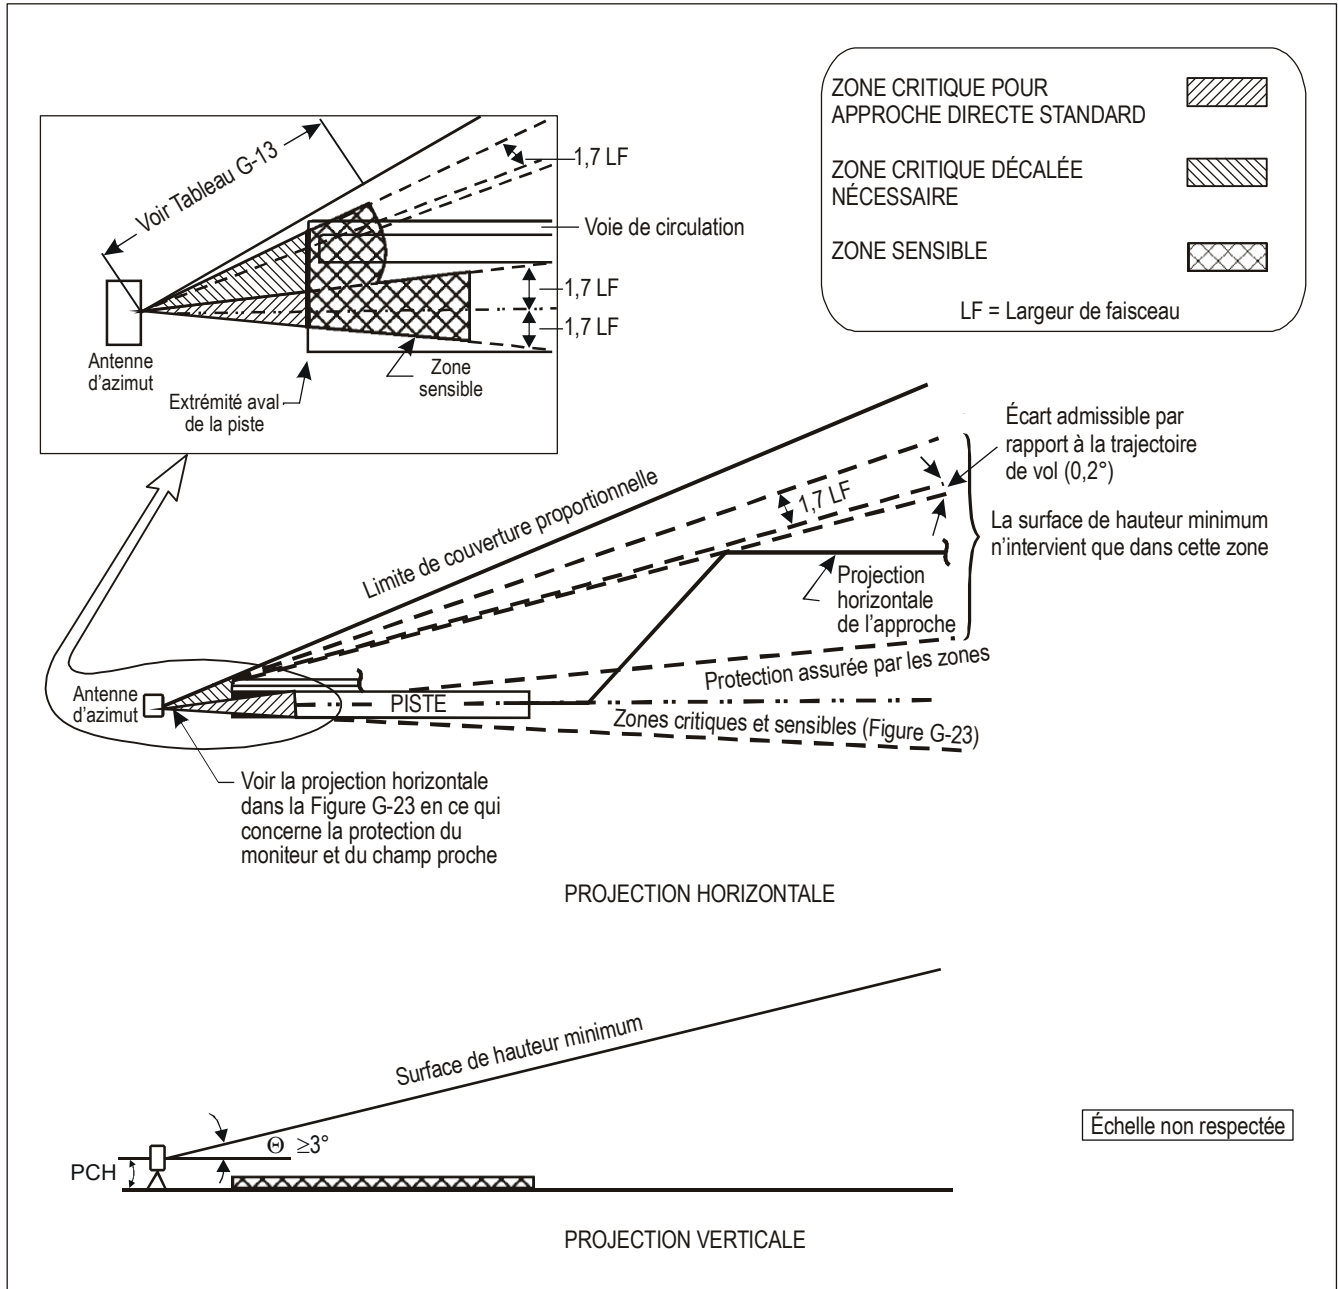 ZONE CRITIQUE POUR
APPROCHE DIRECTE STANDARD
ZONE CRITIQUE DÉCALÉE
NÉCESSAIRE
ZONE SENSIBLE
LF = Largeur de faisceau
Voir Tableau G-13
1,7 LF
Voie de circulation
1,7 LF
1,7 LF
Antenne
d'azimut
Zone
sensible
Extrémité aval
de la piste
Écart admissible par
rapport à la trajectoire
de vol (0,2°)
Limite de couverture proportionnelle
1,7 LF
La surface de hauteur minimum
n'intervient que dans cette zone
Projection
horizontale
de l'approche
Protection assurée par les zones
Antenne
d'azimut
PISTE
Zones critiques et sensibles (Figure G-23)
Voir la projection horizontale
dans la Figure G-23 en ce qui
concerne la protection du
moniteur et du champ proche
PROJECTION HORIZONTALE
Surface de hauteur minimum
Échelle non respectée
Θ ≥3°
PCH
PROJECTION VERTICALE